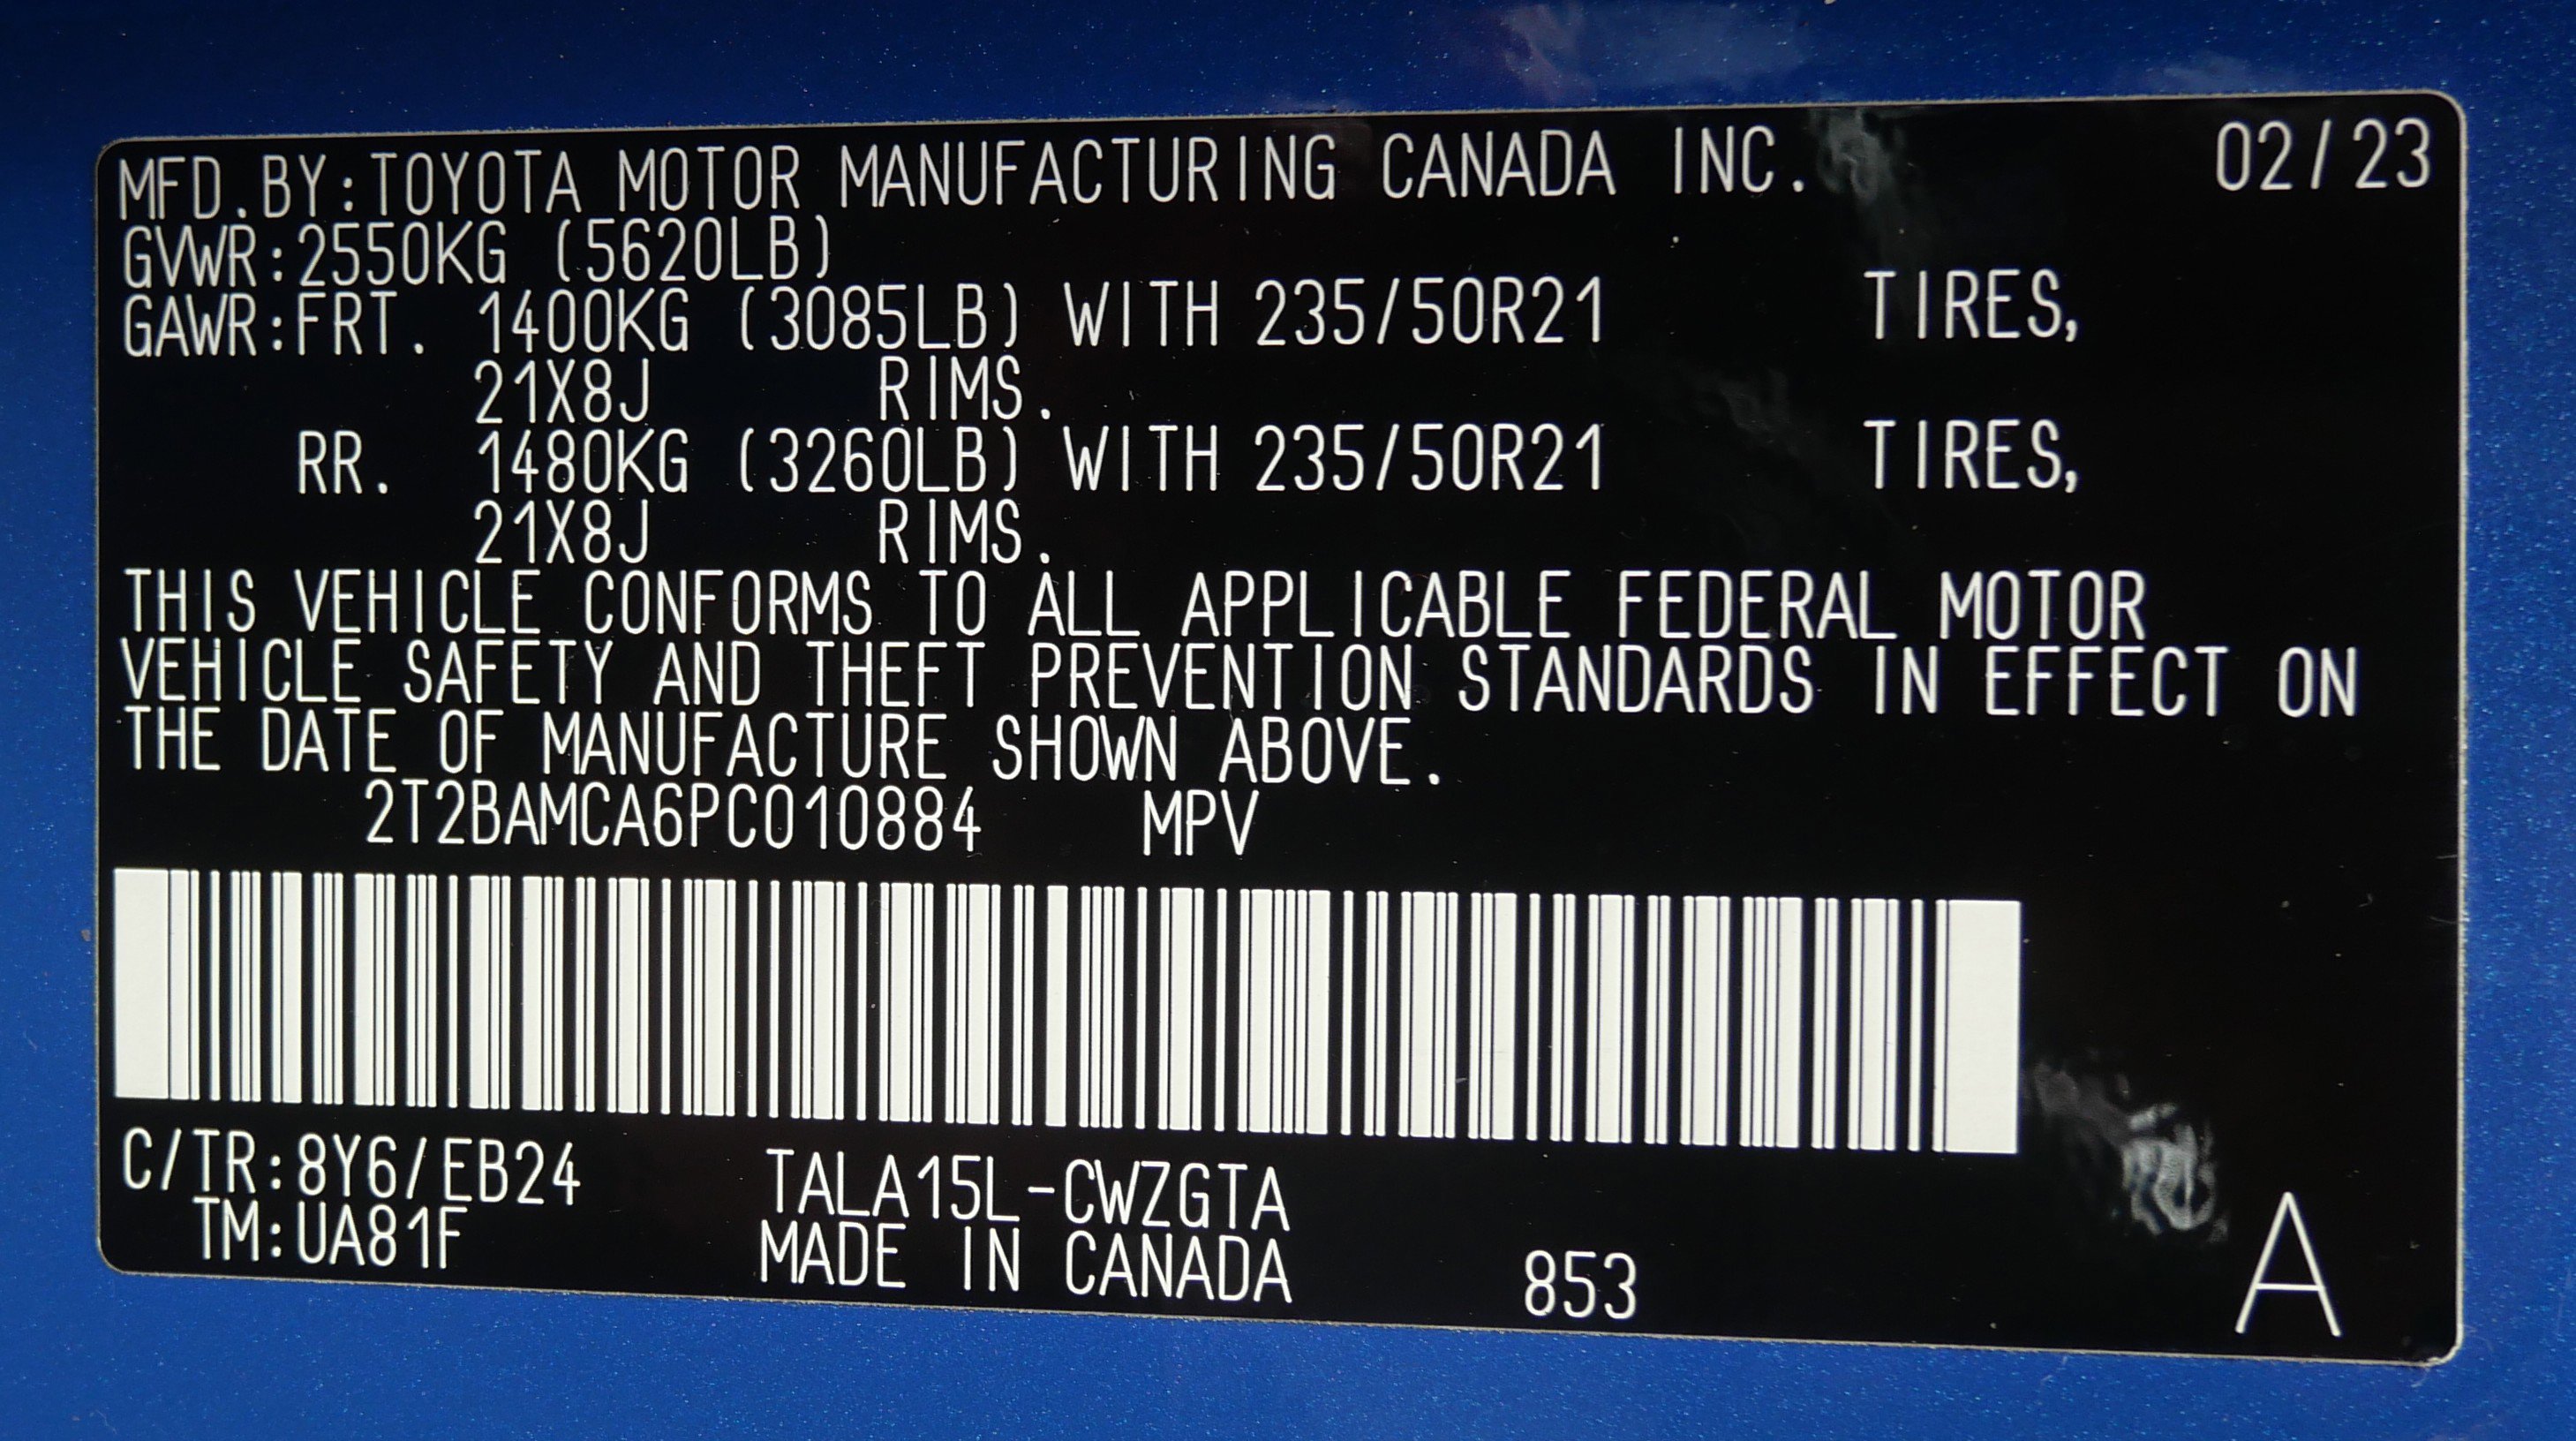 MFD.BY:TOYOTA MOTOR MANUFACTURING CANADA INC. 02/23
GVWR:2550KG (5620LB)
GAWR:FRT. 1400KG (3085LB) WITH 235/50R21 TIRES,
21X8J RIMS.
RR. 1480KG (3260LB) WITH 235/50R21 TIRES,
21X8J RIMS.
THIS VEHICLE CONFORMS TO ALL APPLICABLE FEDERAL MOTOR
VEHICLE SAFETY AND THEFT PREVENTION STANDARDS IN EFFECT ON
THE DATE OF MANUFACTURE SHOWN ABOVE.
2T2BAMCA6PC010884 MPV
C/TR:8Y6/EB24 TALA15L-CWZGTA
TM:UA81F MADE IN CANADA 853 A